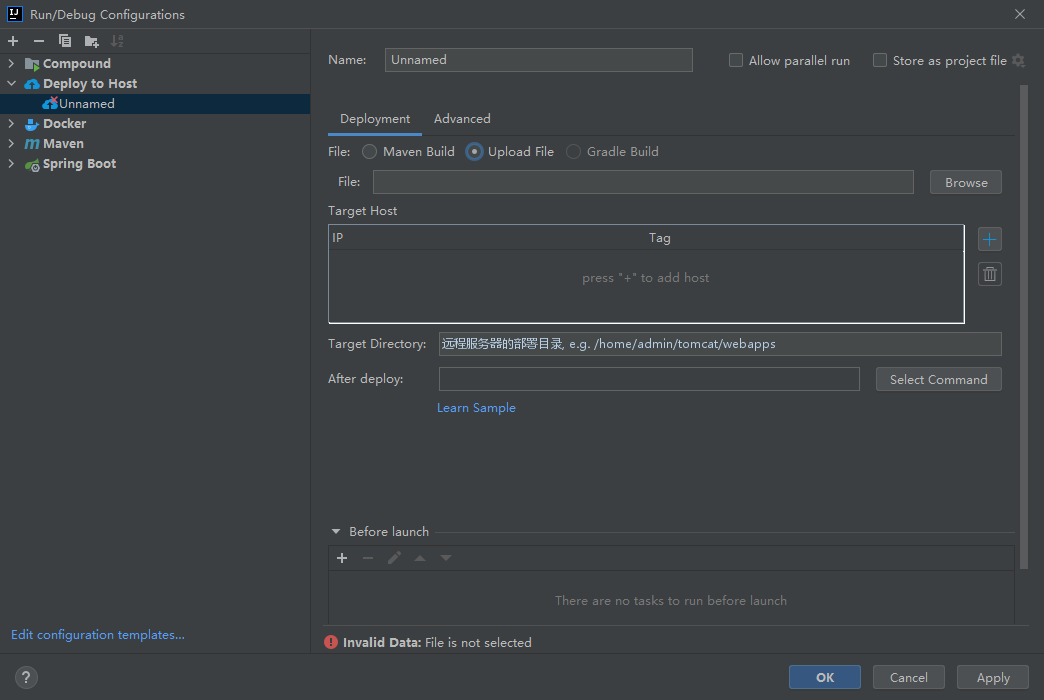 IJ Run/Debug Configurations
Name: Unnamed Allow parallel run Store as project file
Compound
Deploy to Host
Unnamed
Docker
Maven
Spring Boot
Deployment Advanced
File: Maven Build Upload File Gradle Build
File: Browse
Target Host
IP Tag
press "+" to add host
Target Directory: 远程服务器的部署目录, e.g. /home/admin/tomcat/webapps
After deploy: Select Command
Learn Sample
Before launch
There are no tasks to run before launch
Edit configuration templates...
Invalid Data: File is not selected
? OK Cancel Apply